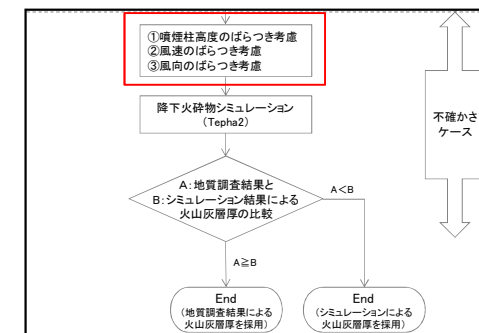 ①噴煙柱高度のばらつき考慮
②風速のばらつき考慮
③風向のばらつき考慮
降下火砕物シミュレーション
(Tepha2)
不確かさ
ケース
A:地質調査結果と
B:シミュレーション結果による
火山灰層厚の比較
A<B
A≧B
End
(地質調査結果による
火山灰層厚を採用)
End
(シミュレーションによる
火山灰層厚を採用)